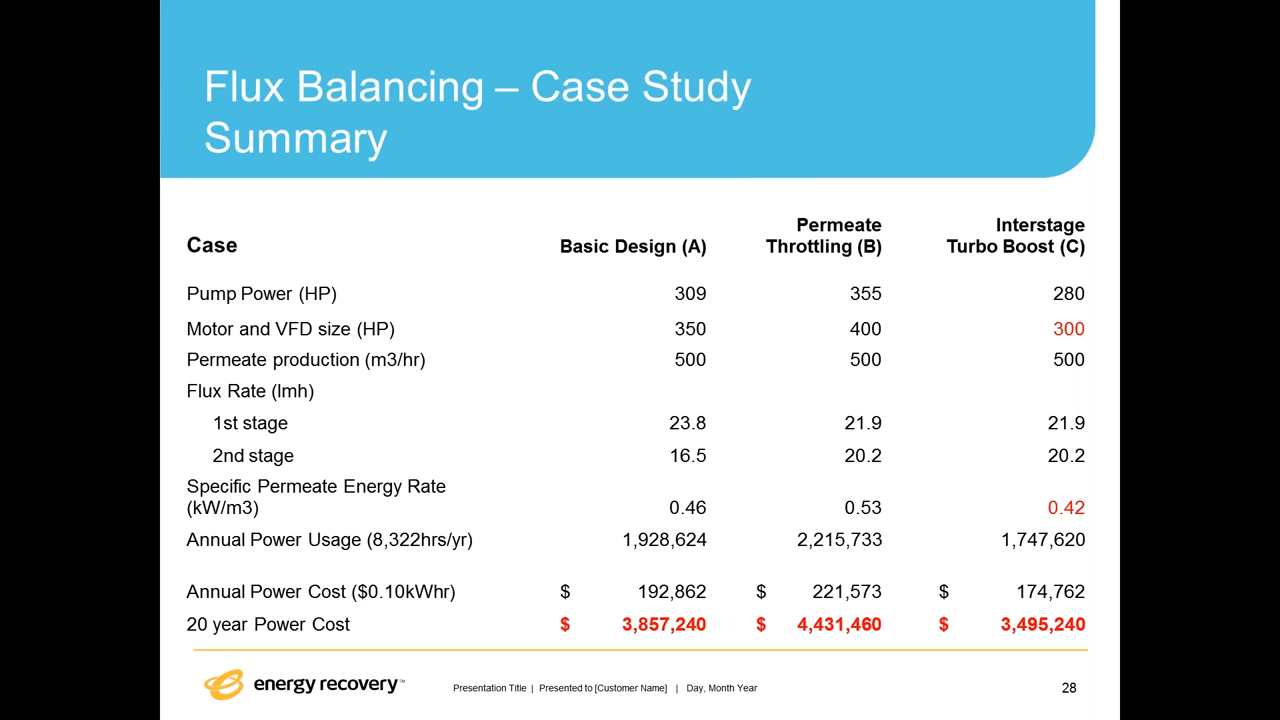 Flux Balancing – Case Study
Summary
Case Basic Design (A) Permeate Throttling (B) Interstage Turbo Boost (C)
Pump Power (HP) 309 355 280
Motor and VFD size (HP) 350 400 300
Permeate production (m3/hr) 500 500 500
Flux Rate (lmh)
1st stage 23.8 21.9 21.9
2nd stage 16.5 20.2 20.2
Specific Permeate Energy Rate
(kW/m3) 0.46 0.53 0.42
Annual Power Usage (8,322hrs/yr) 1,928,624 2,215,733 1,747,620
Annual Power Cost ($0.10kWhr) $ 192,862 $ 221,573 $ 174,762
20 year Power Cost $ 3,857,240 $ 4,431,460 $ 3,495,240
energy recovery™ Presentation Title | Presented to [Customer Name] | Day, Month Year 28